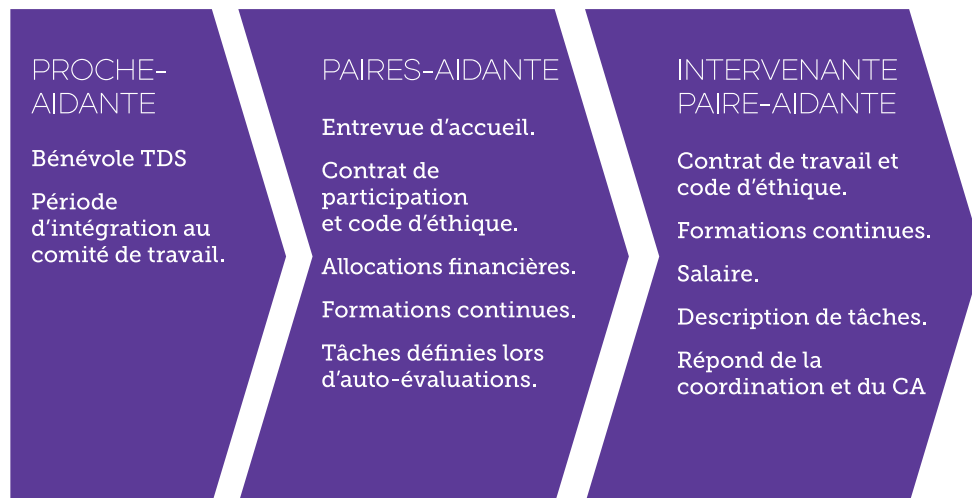 PROCHE-
AIDANTE
Bénévole TDS
Période
d'intégration au
comité de travail.
PAIRES-AIDANTE
Entrevue d'accueil.
Contrat de
participation
et code d'éthique.
Allocations financières.
Formations continues.
Tâches définies lors
d'auto-évaluations.
INTERVENANTE
PAIRE-AIDANTE
Contrat de travail et
code d'éthique.
Formations continues.
Salaire.
Description de tâches.
Répond de la
coordination et du CA